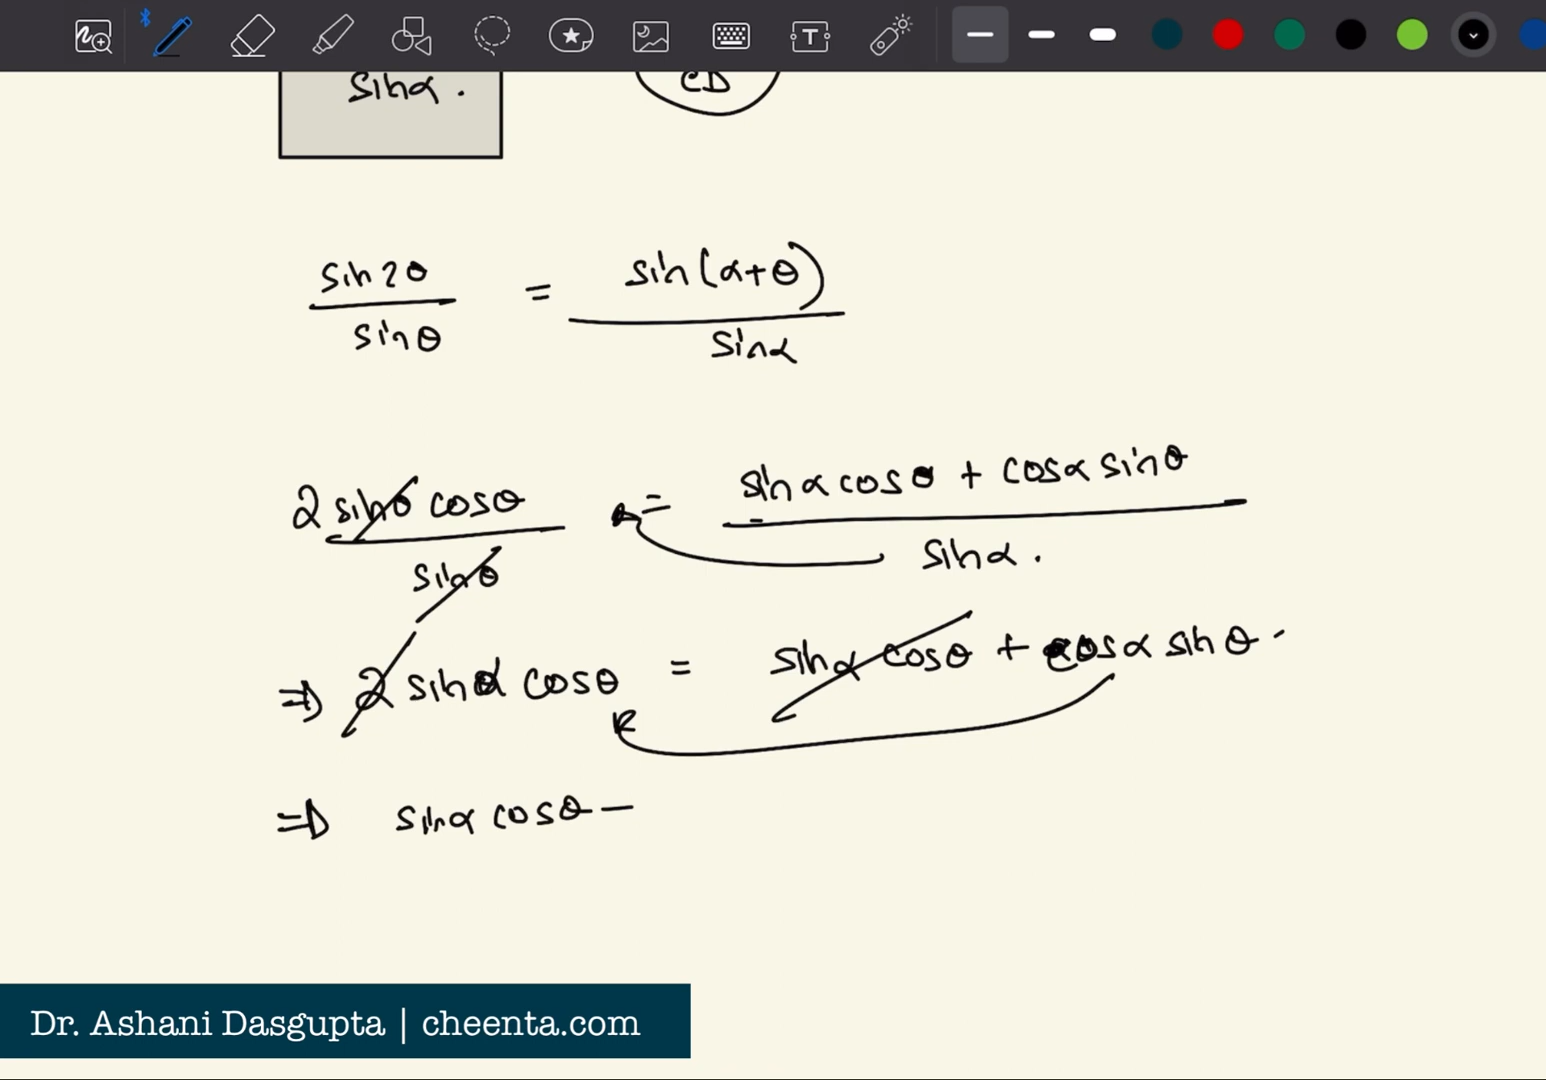 sinα.
CD
sin2θ / sinθ = sin(α+θ) / sinα
2 sinθ cosθ / sinθ = sinα cosθ + cosα sinθ / sinα.
⇒ 2 sinα cosθ = sinα cosθ + cosα sinθ.
⇒ sinα cosθ −
Dr. Ashani Dasgupta | cheenta.com